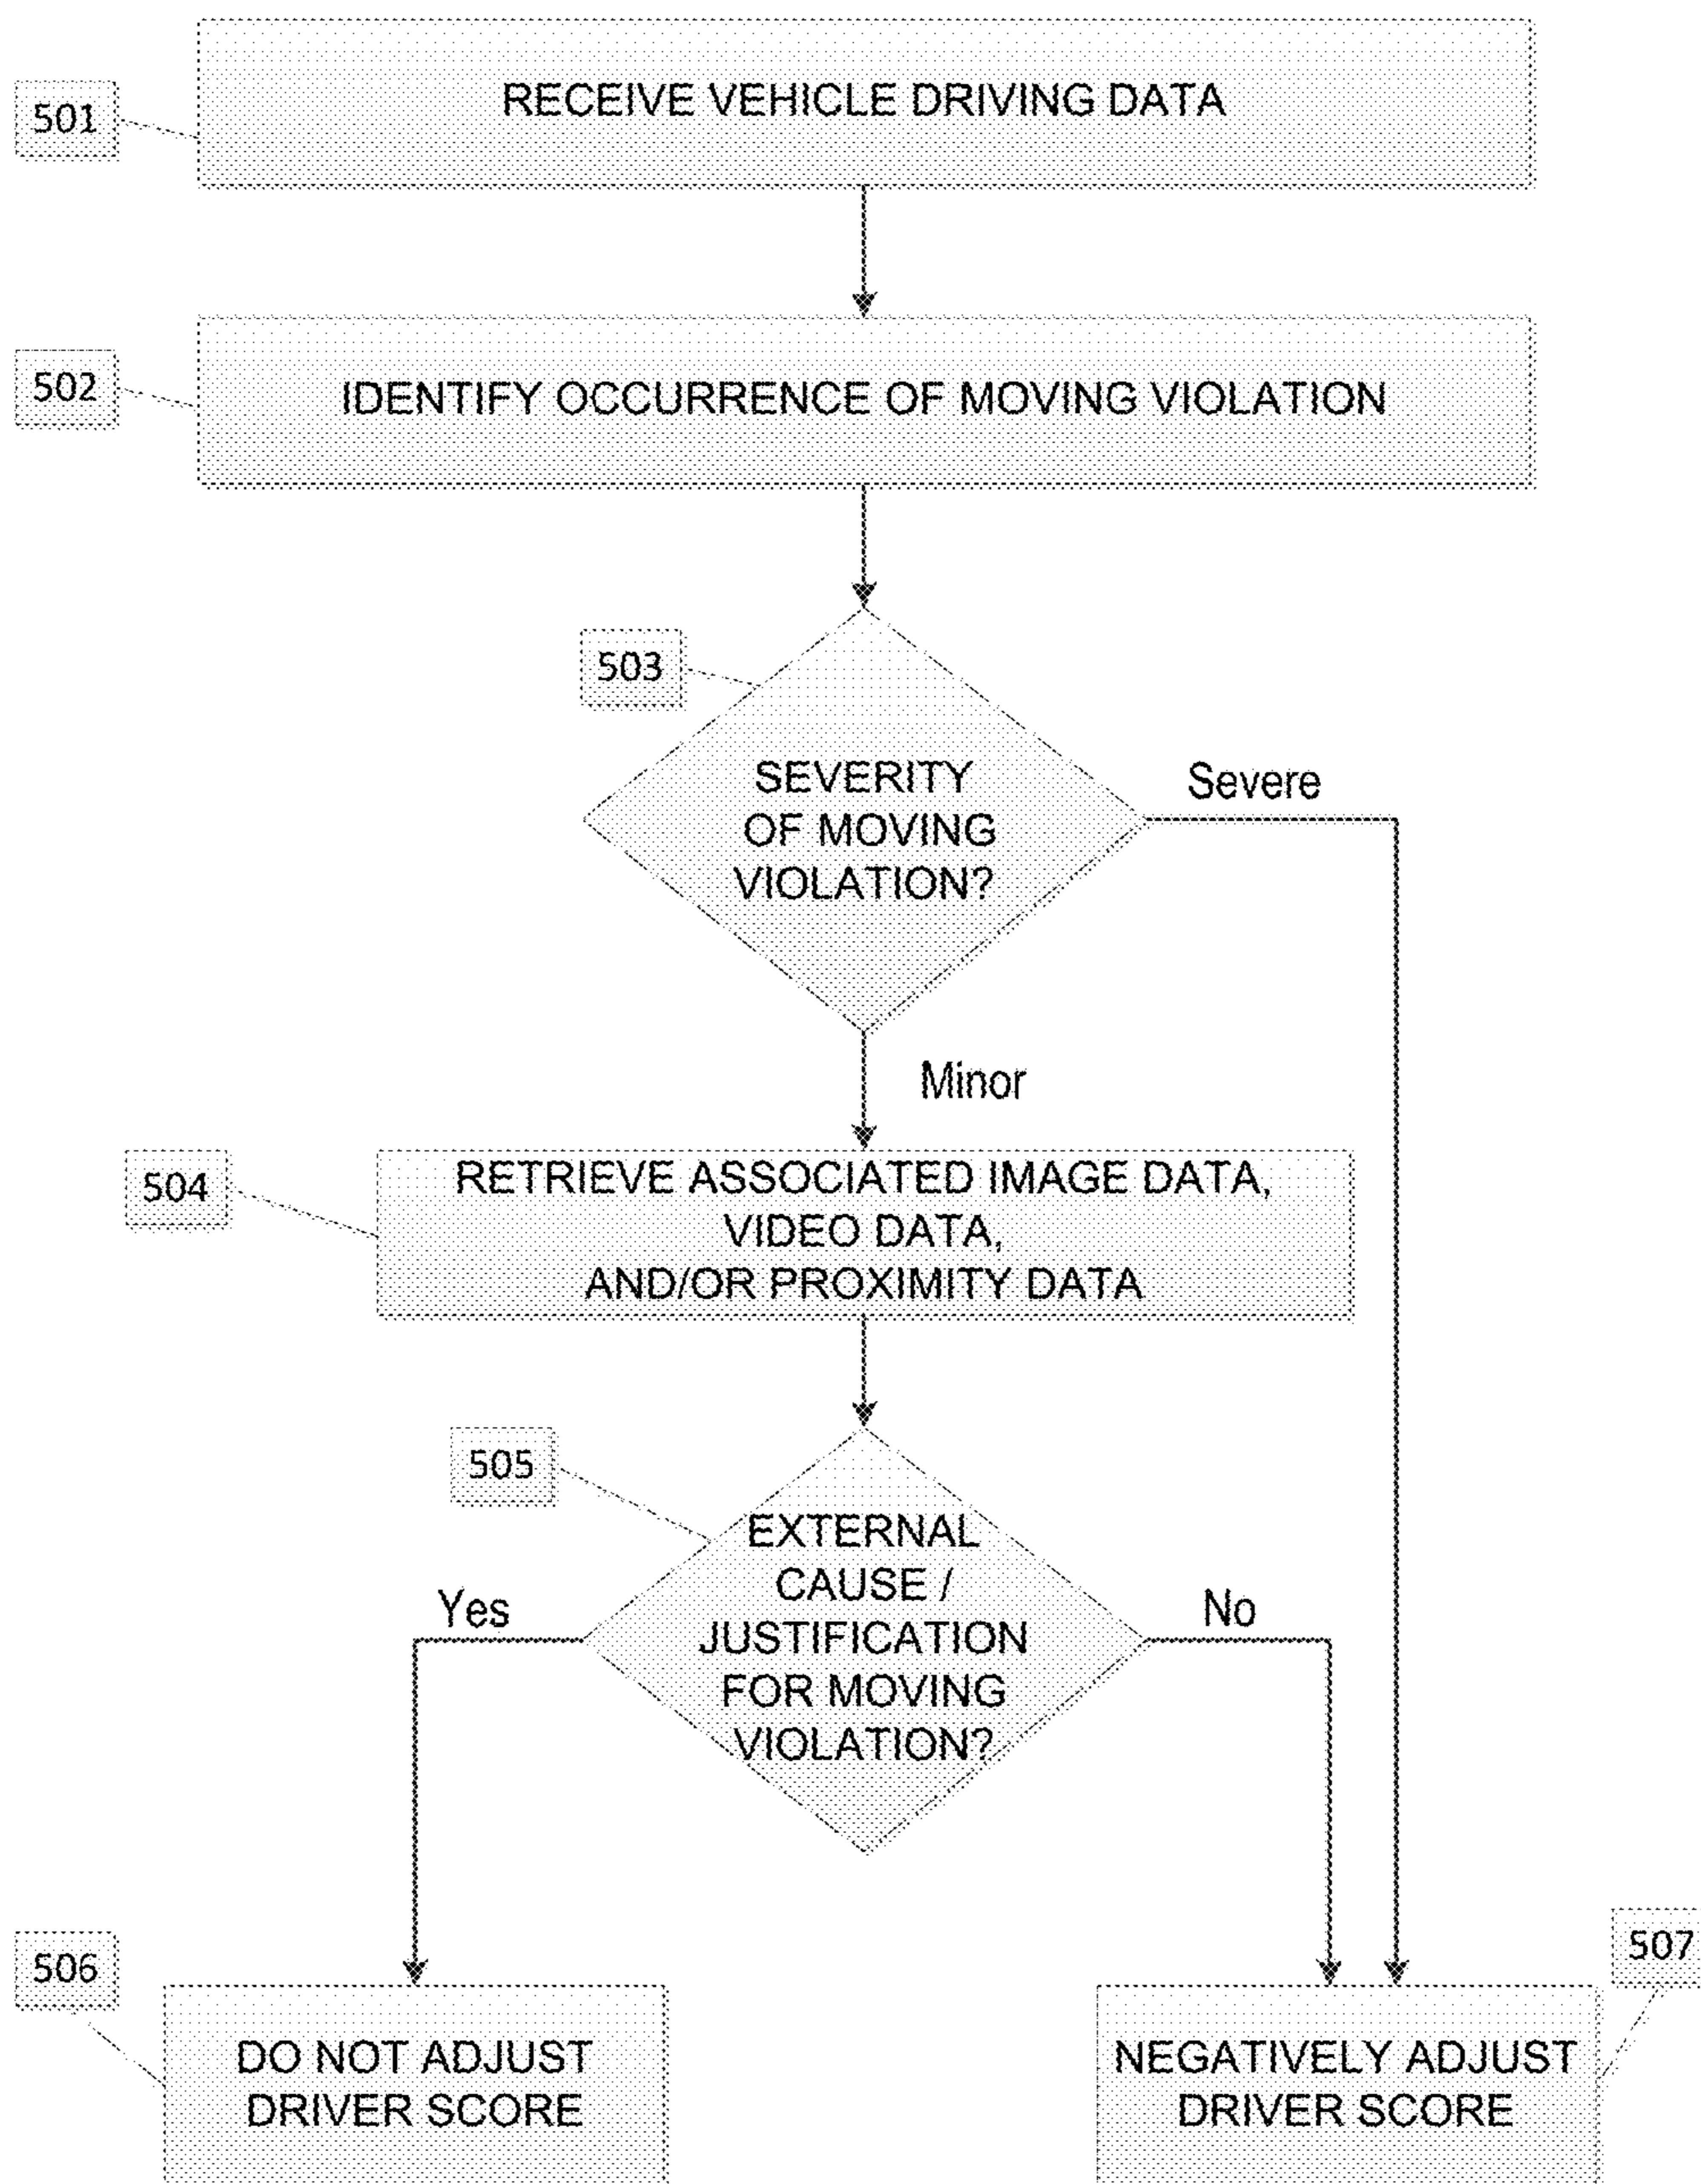 501
RECEIVE VEHICLE DRIVING DATA
502
IDENTIFY OCCURRENCE OF MOVING VIOLATION
503
SEVERITY
OF MOVING
VIOLATION?
Severe
Minor
504
RETRIEVE ASSOCIATED IMAGE DATA,
VIDEO DATA,
AND/OR PROXIMITY DATA
505
EXTERNAL
CAUSE /
JUSTIFICATION
FOR MOVING
VIOLATION?
Yes
No
506
DO NOT ADJUST
DRIVER SCORE
507
NEGATIVELY ADJUST
DRIVER SCORE